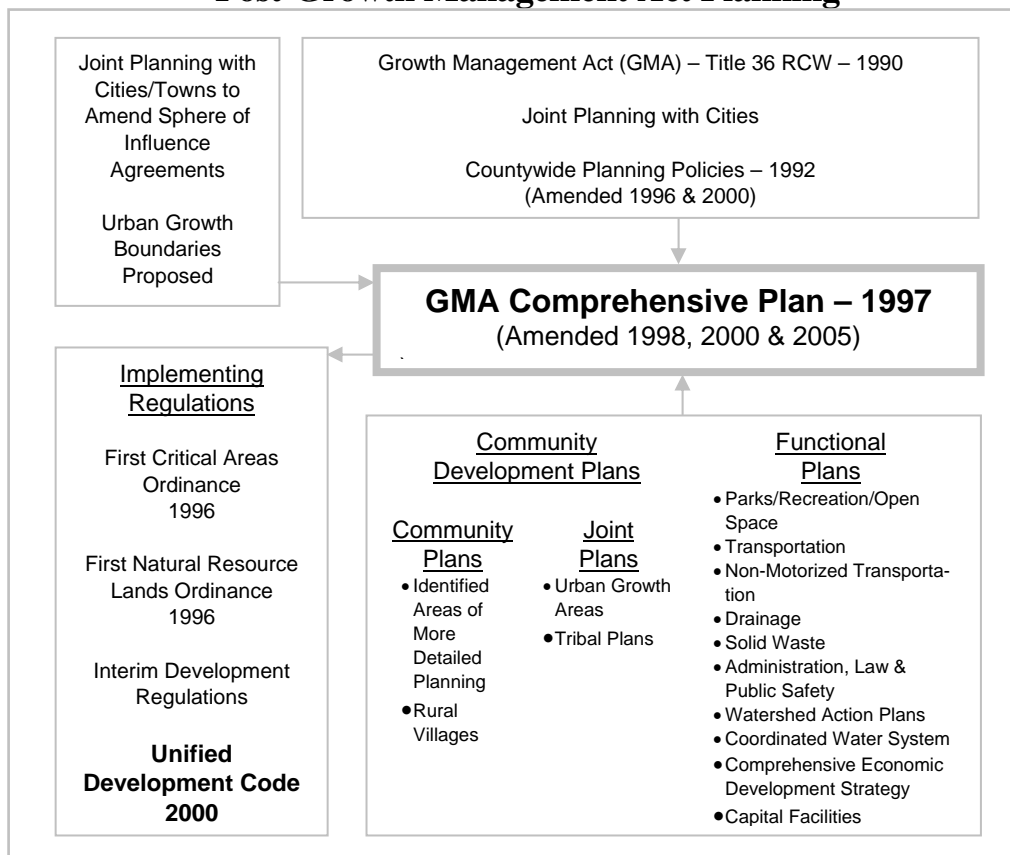 Post-Growth Management Act Planning
Joint Planning with
Cities/Towns to
Amend Sphere of
Influence
Agreements
Urban Growth
Boundaries
Proposed
Growth Management Act (GMA) – Title 36 RCW – 1990
Joint Planning with Cities
Countywide Planning Policies – 1992
(Amended 1996 & 2000)
GMA Comprehensive Plan – 1997
(Amended 1998, 2000 & 2005)
Implementing
Regulations
First Critical Areas
Ordinance
1996
First Natural Resource
Lands Ordinance
1996
Interim Development
Regulations
Unified
Development Code
2000
Community
Development Plans
Community
Plans
• Identified
Areas of
More
Detailed
Planning
• Rural
Villages
Joint
Plans
• Urban Growth
Areas
• Tribal Plans
Functional
Plans
• Parks/Recreation/Open
Space
• Transportation
• Non-Motorized Transporta-
tion
• Drainage
• Solid Waste
• Administration, Law &
Public Safety
• Watershed Action Plans
• Coordinated Water System
• Comprehensive Economic
Development Strategy
• Capital Facilities